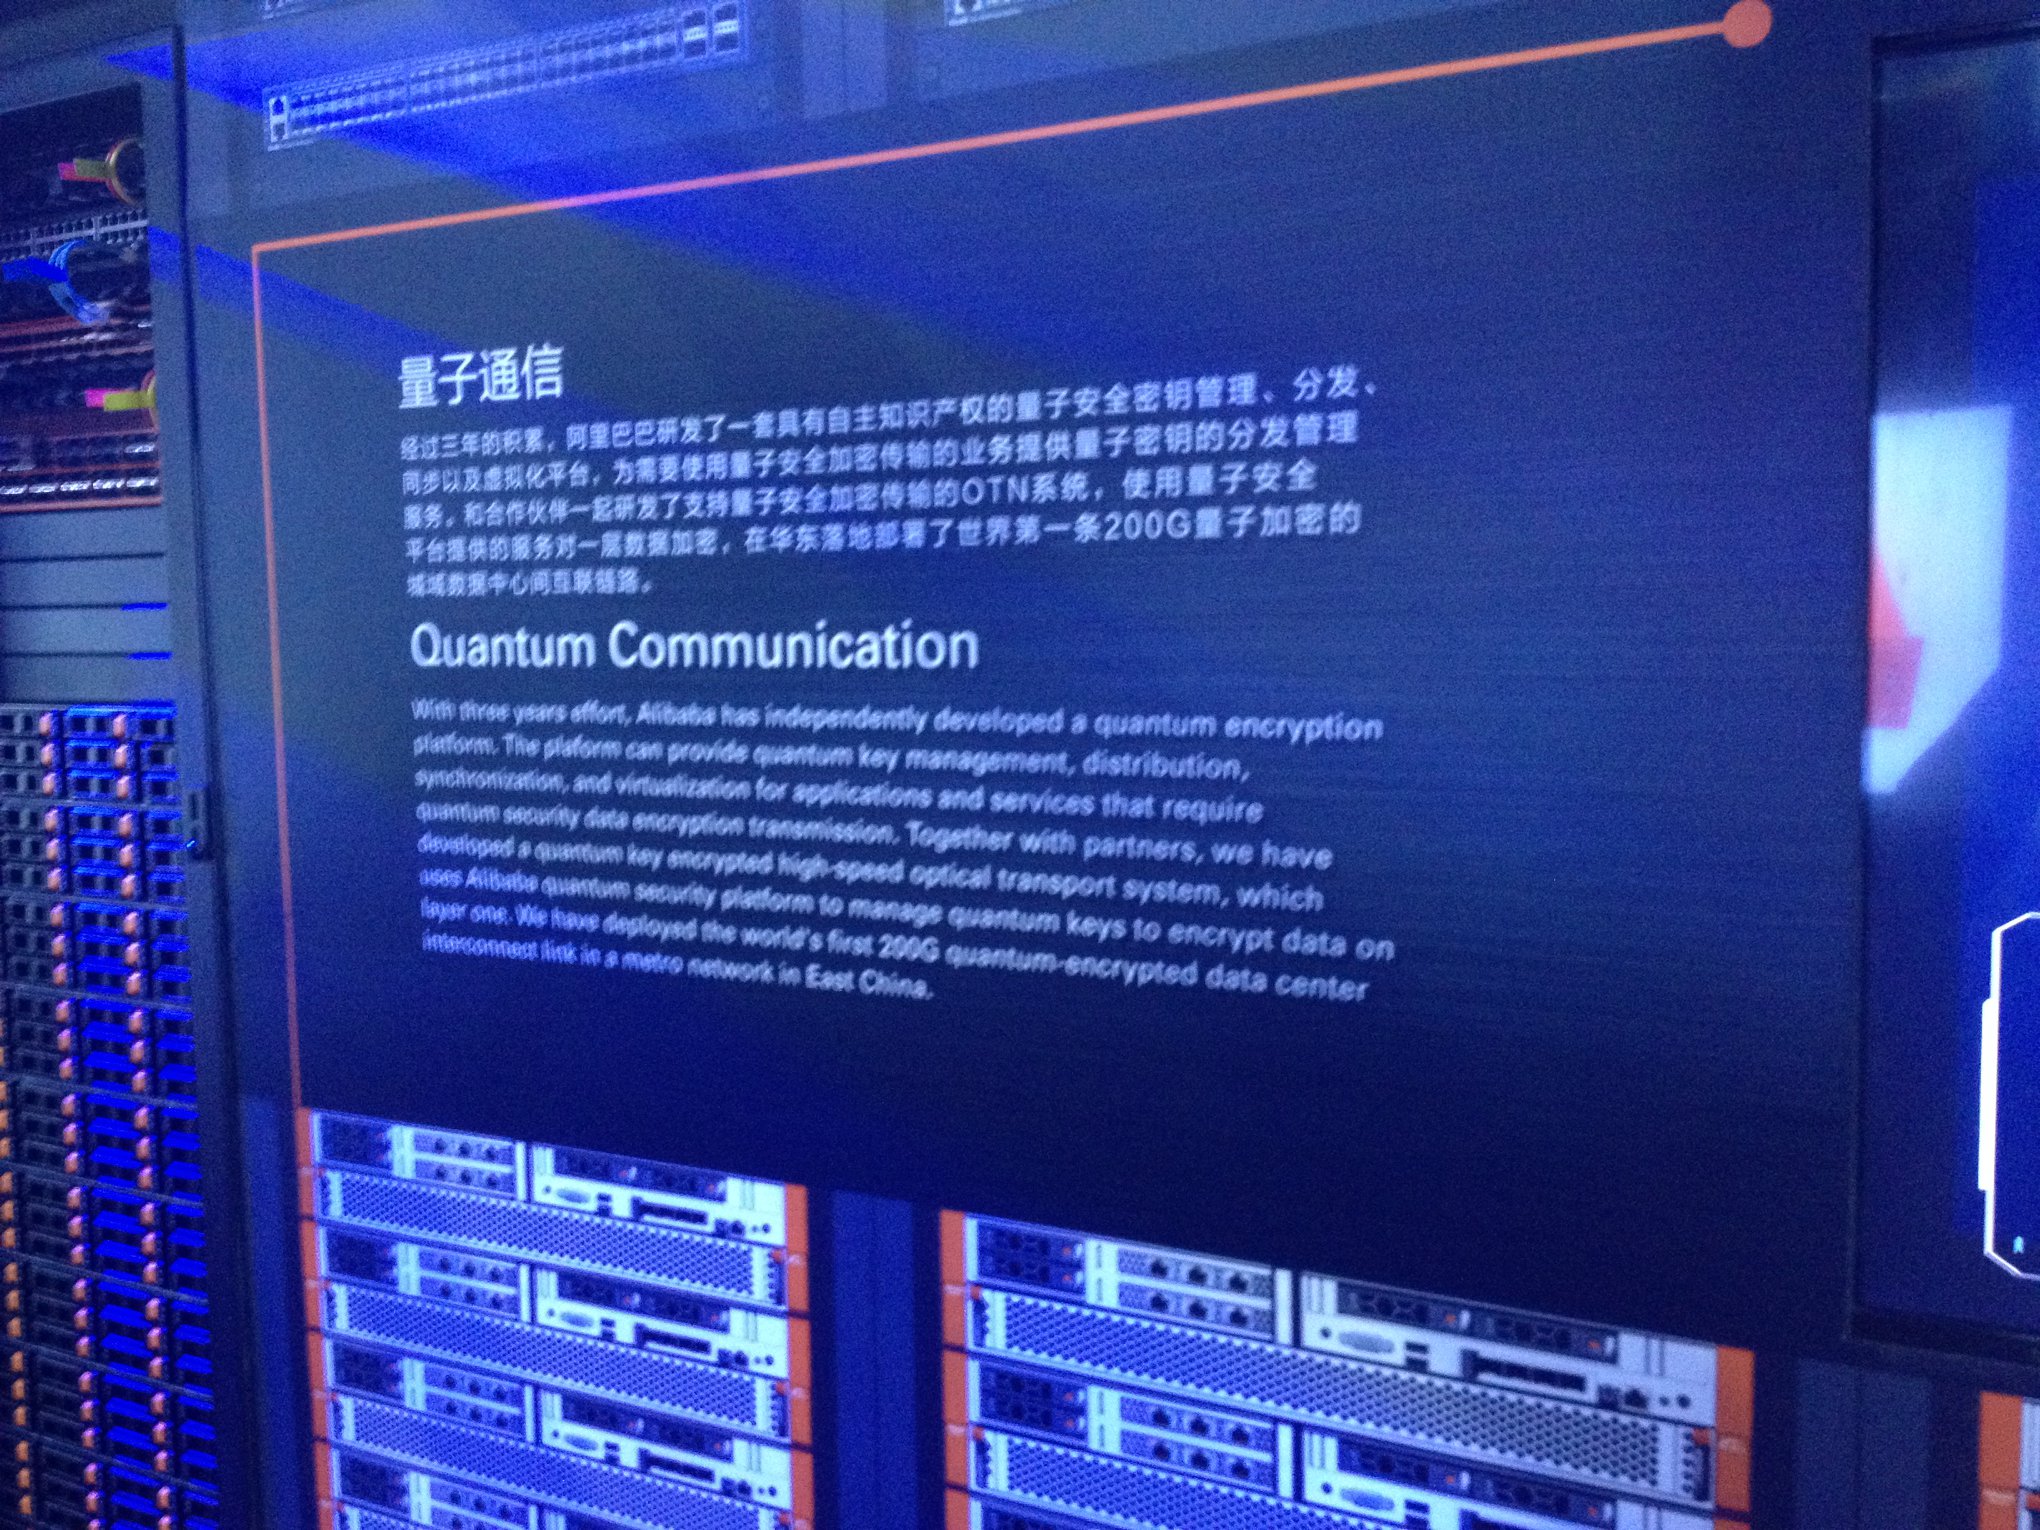 量子通信
经过三年的积累，阿里巴巴研发了一套具有自主知识产权的量子安全密钥管理、分发、
同步以及虚拟化平台，为需要使用量子安全加密传输的业务提供量子密钥的分发管理
服务，和合作伙伴一起研发了支持量子安全加密传输的OTN系统，使用量子安全
平台提供的服务对一层数据加密，在华东落地部署了世界第一条200G量子加密的
城域数据中心间互联链路。
Quantum Communication
With three years effort, Alibaba has independently developed a quantum encryption
platform. The plaform can provide quantum key management, distribution,
synchronization, and virtualization for applications and services that require
quantum security data encryption transmission. Together with partners, we have
developed a quantum key encrypted high-speed optical transport system, which
uses Alibaba quantum security platform to manage quantum keys to encrypt data on
layer one. We have deployed the world's first 200G quantum-encrypted data center
interconnect link in a metro network in East China.